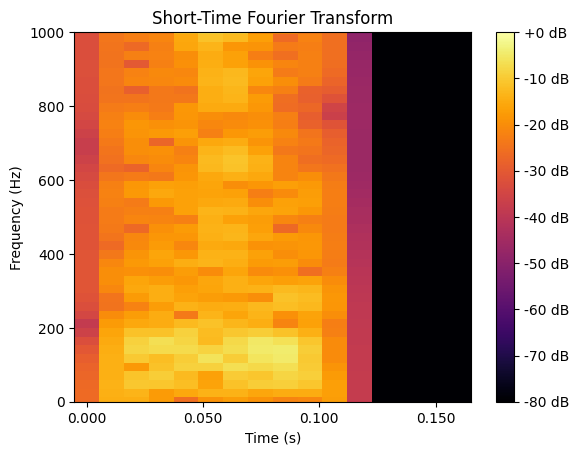 Short-Time Fourier Transform
Frequency (Hz)
1000
800
600
400
200
0
0.000
0.050
0.100
0.150
Time (s)
+0 dB
-10 dB
-20 dB
-30 dB
-40 dB
-50 dB
-60 dB
-70 dB
-80 dB